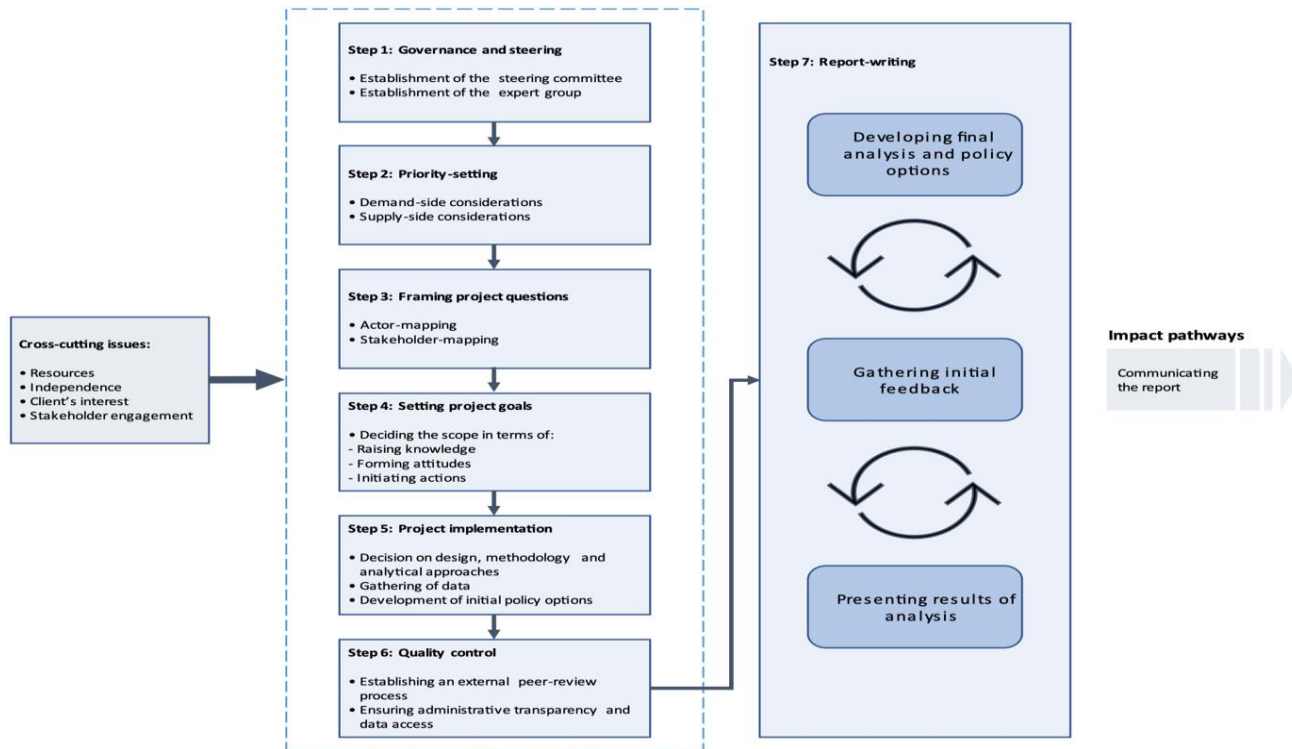 Cross-cutting issues:
• Resources
• Independence
• Client's interest
• Stakeholder engagement
Step 1: Governance and steering
• Establishment of the steering committee
• Establishment of the expert group
Step 2: Priority-setting
• Demand-side considerations
• Supply-side considerations
Step 3: Framing project questions
• Actor-mapping
• Stakeholder-mapping
Step 4: Setting project goals
• Deciding the scope in terms of:
- Raising knowledge
- Forming attitudes
- Initiating actions
Step 5: Project implementation
• Decision on design, methodology and
analytical approaches
• Gathering of data
• Development of initial policy options
Step 6: Quality control
• Establishing an external peer-review
process
• Ensuring administrative transparency and
data access
Step 7: Report-writing
Developing final
analysis and policy
options
Gathering initial
feedback
Presenting results of
analysis
Impact pathways
Communicating
the report